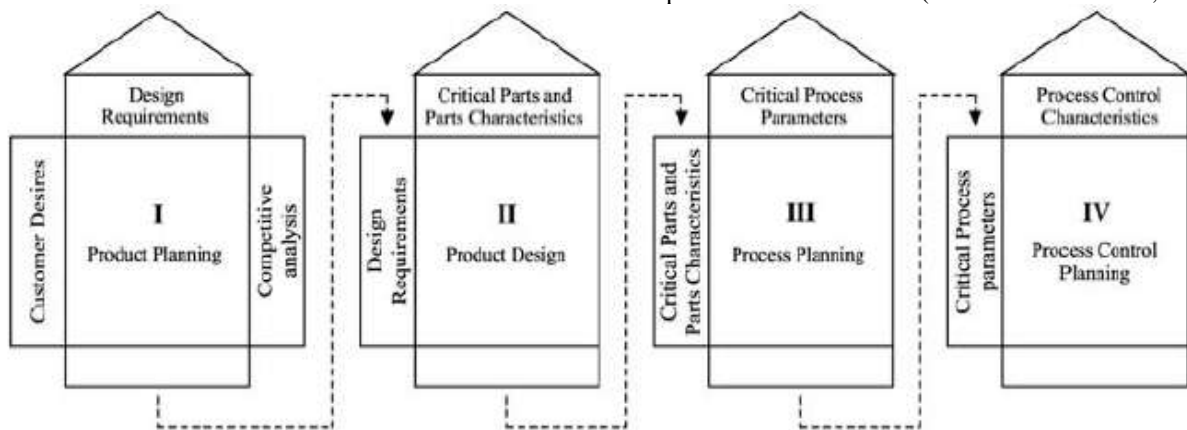 Design
Requirements
Customer Desires
I
Product Planning
Competitive
analysis
Critical Parts and
Parts Characteristics
Design
Requirements
II
Product Design
Critical Process
Parameters
Critical Parts and
Parts Characteristics
III
Process Planning
Process Control
Characteristics
Critical Process
parameters
IV
Process Control
Planning